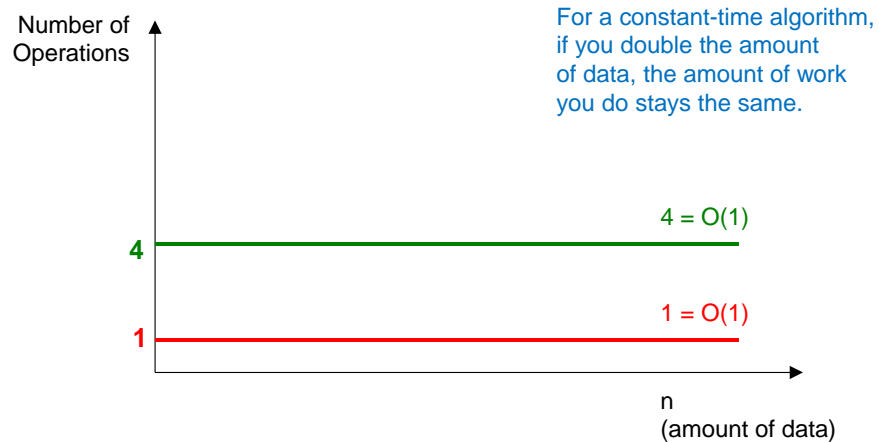 Number of
Operations
For a constant-time algorithm,
if you double the amount
of data, the amount of work
you do stays the same.
4 = O(1)
4
1 = O(1)
1
n
(amount of data)